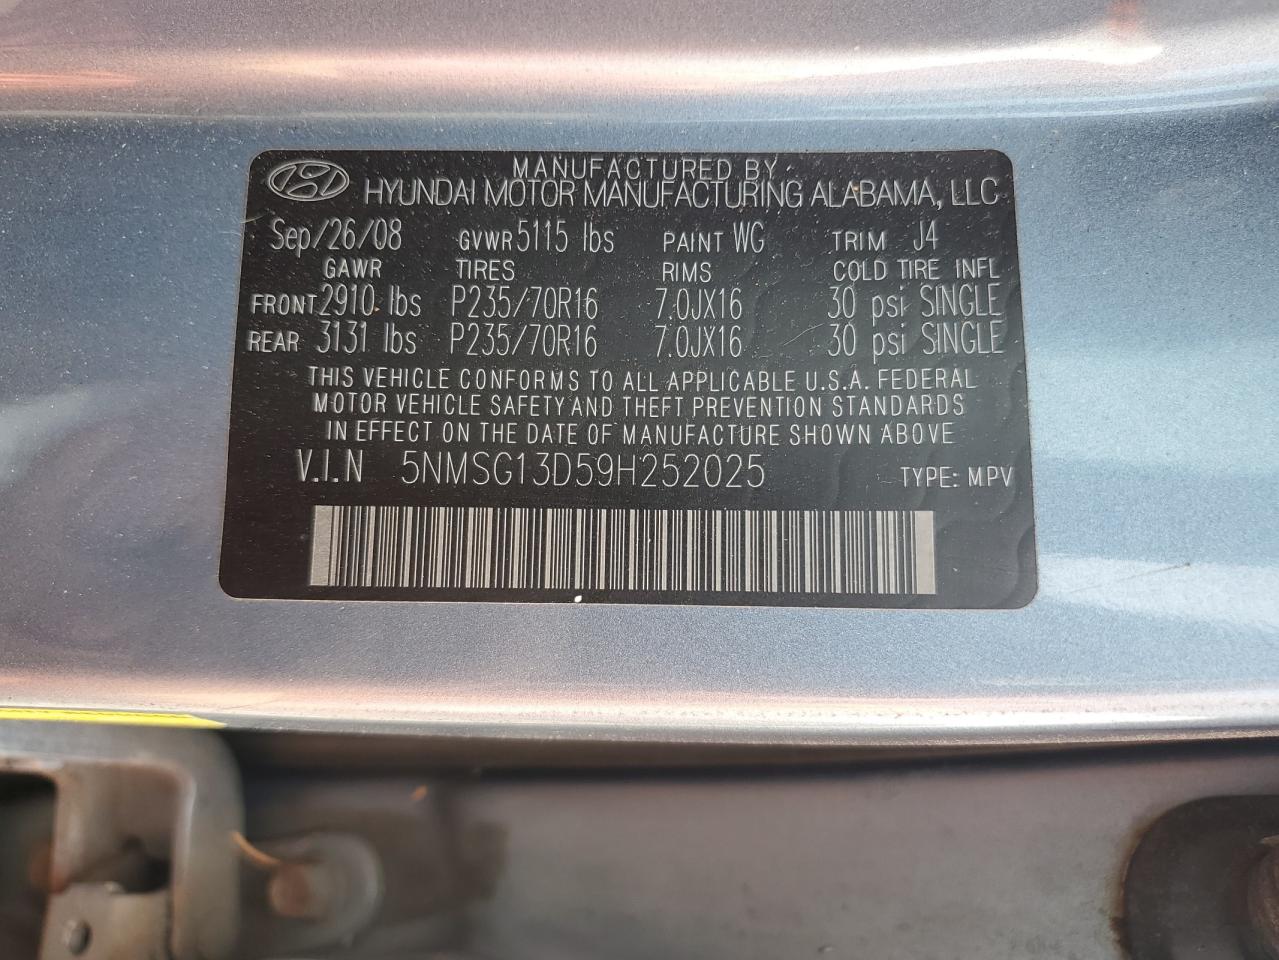 MANUFACTURED BY
HYUNDAI MOTOR MANUFACTURING ALABAMA, LLC
Sep/26/08 GVWR 5115 lbs PAINT WG TRIM J4
GAWR TIRES RIMS COLD TIRE INFL
FRONT 2910 lbs P235/70R16 7.0JX16 30 psi SINGLE
REAR 3131 lbs P235/70R16 7.0JX16 30 psi SINGLE
THIS VEHICLE CONFORMS TO ALL APPLICABLE U.S.A. FEDERAL
MOTOR VEHICLE SAFETY AND THEFT PREVENTION STANDARDS
IN EFFECT ON THE DATE OF MANUFACTURE SHOWN ABOVE
V.I.N 5NMSG13D59H252025 TYPE: MPV